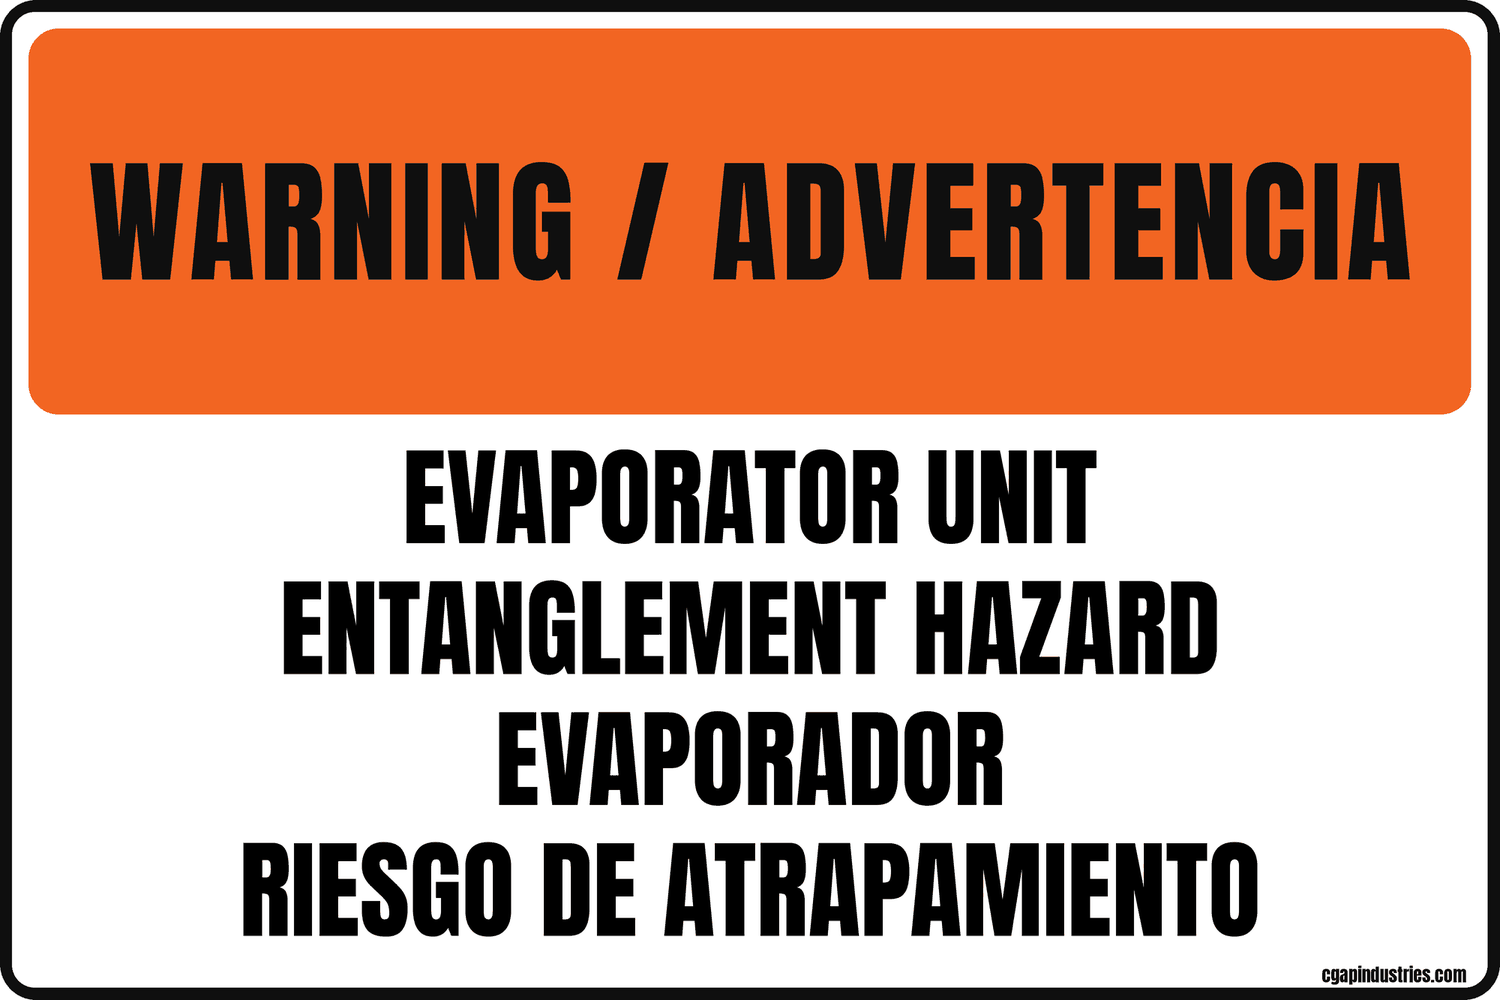 WARNING / ADVERTENCIA
EVAPORATOR UNIT
ENTANGLEMENT HAZARD
EVAPORADOR
RIESGO DE ATRAPAMIENTO
cgapindustries.com